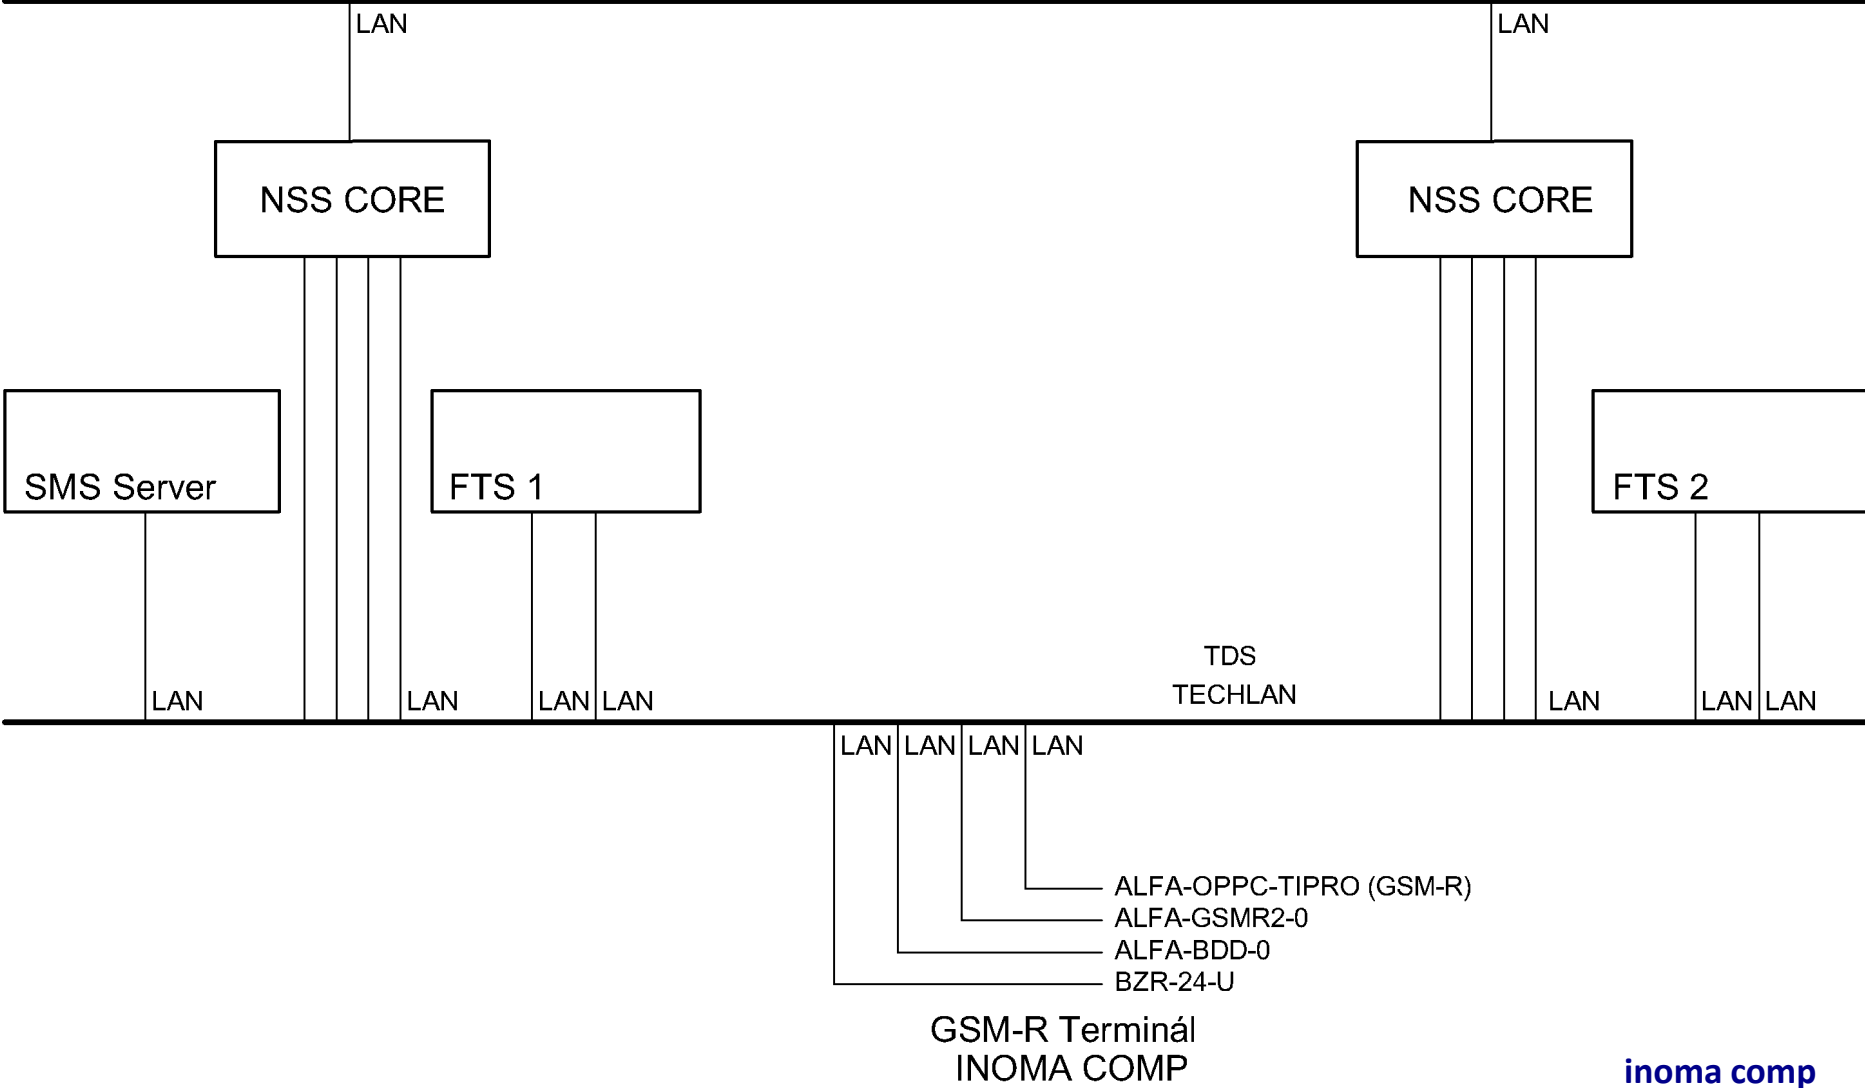 LAN LAN
NSS CORE NSS CORE
SMS Server FTS 1 FTS 2
TDS
TECHLAN
LAN LAN LAN LAN LAN LAN LAN
LAN LAN LAN LAN
ALFA-OPPC-TIPRO (GSM-R)
ALFA-GSMR2-0
ALFA-BDD-0
BZR-24-U
GSM-R Terminál
INOMA COMP
inoma comp